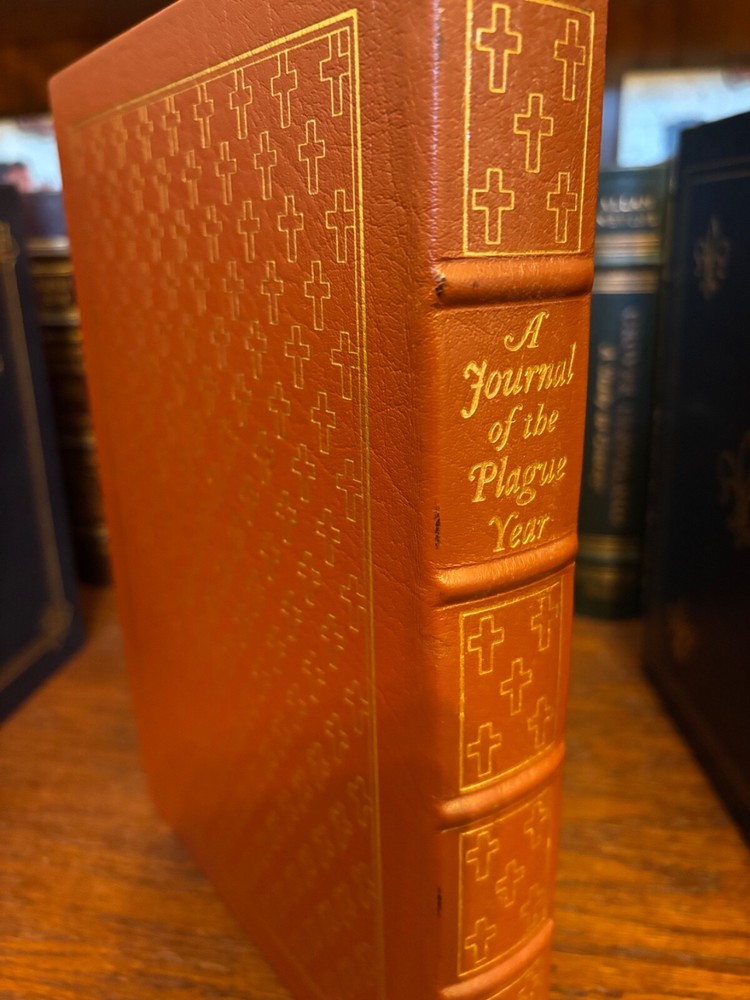 A
Journal
of the
Plague
Year